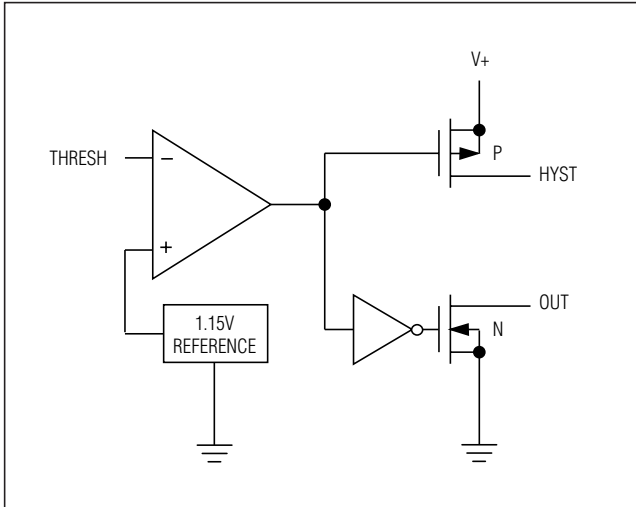 V+
THRESH
−
P
HYST
+
1.15V
REFERENCE
OUT
N